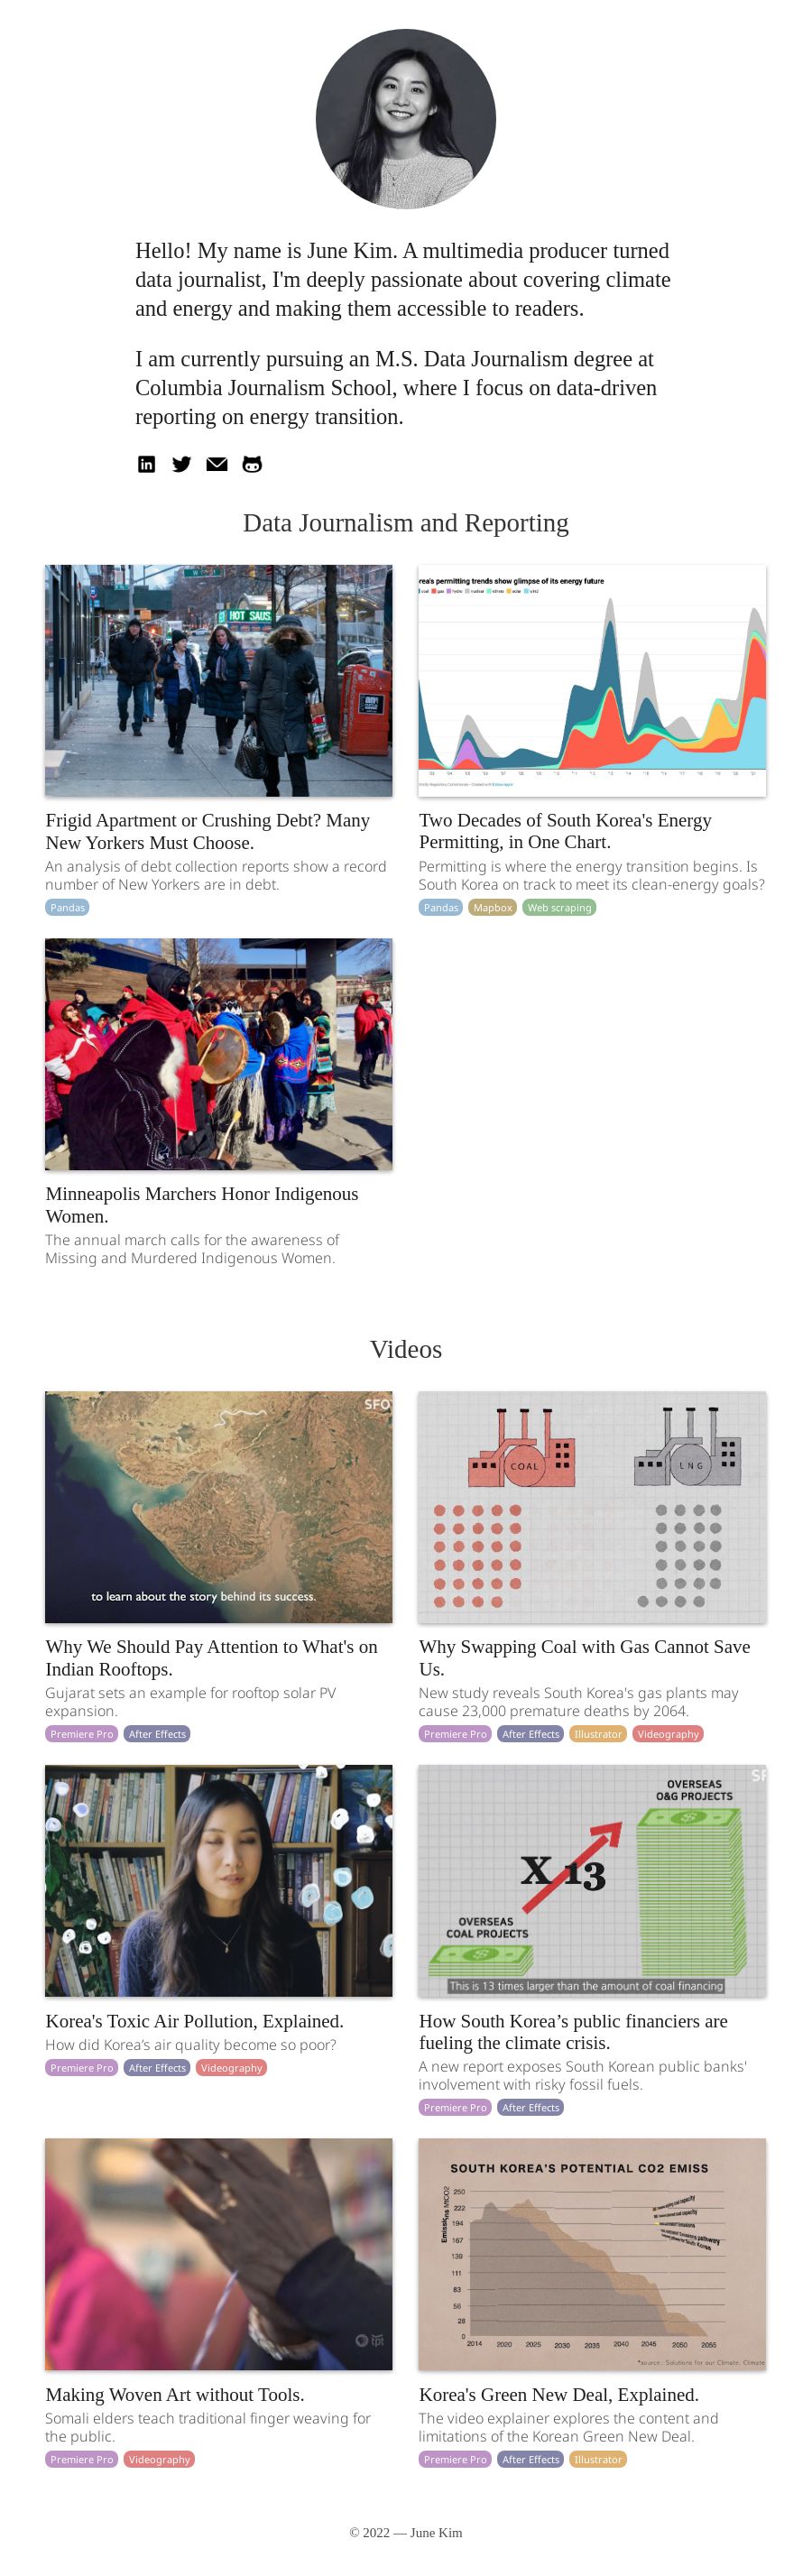 Hello! My name is June Kim. A multimedia producer turned
data journalist, I'm deeply passionate about covering climate
and energy and making them accessible to readers.
I am currently pursuing an M.S. Data Journalism degree at
Columbia Journalism School, where I focus on data-driven
reporting on energy transition.
Data Journalism and Reporting
HOT SAUS
rea's permitting trends show glimpse of its energy future
coal gas hydro nuclear others solar wind
Frigid Apartment or Crushing Debt? Many
New Yorkers Must Choose.
An analysis of debt collection reports show a record
number of New Yorkers are in debt.
Pandas
Two Decades of South Korea's Energy
Permitting, in One Chart.
Permitting is where the energy transition begins. Is
South Korea on track to meet its clean-energy goals?
Pandas Mapbox Web scraping
Minneapolis Marchers Honor Indigenous
Women.
The annual march calls for the awareness of
Missing and Murdered Indigenous Women.
Videos
SFO
to learn about the story behind its success.
COAL
LNG
Why We Should Pay Attention to What's on
Indian Rooftops.
Gujarat sets an example for rooftop solar PV
expansion.
Premiere Pro After Effects
Why Swapping Coal with Gas Cannot Save
Us.
New study reveals South Korea's gas plants may
cause 23,000 premature deaths by 2064.
Premiere Pro After Effects Illustrator Videography
SF
OVERSEAS
O&G PROJECTS
X 13
OVERSEAS
COAL PROJECTS
This is 13 times larger than the amount of coal financing
Korea's Toxic Air Pollution, Explained.
How did Korea’s air quality become so poor?
Premiere Pro After Effects Videography
How South Korea’s public financiers are
fueling the climate crisis.
A new report exposes South Korean public banks'
involvement with risky fossil fuels.
Premiere Pro After Effects
tpt
SOUTH KOREA'S POTENTIAL CO2 EMISS
Emissions MtCO2
250
222
194
167
139
111
83
56
28
0
2014 2020 2025 2030 2035 2040 2045 2050 2055
*source: Solutions for our Climate, Climate
Making Woven Art without Tools.
Somali elders teach traditional finger weaving for
the public.
Premiere Pro Videography
Korea's Green New Deal, Explained.
The video explainer explores the content and
limitations of the Korean Green New Deal.
Premiere Pro After Effects Illustrator
© 2022 — June Kim